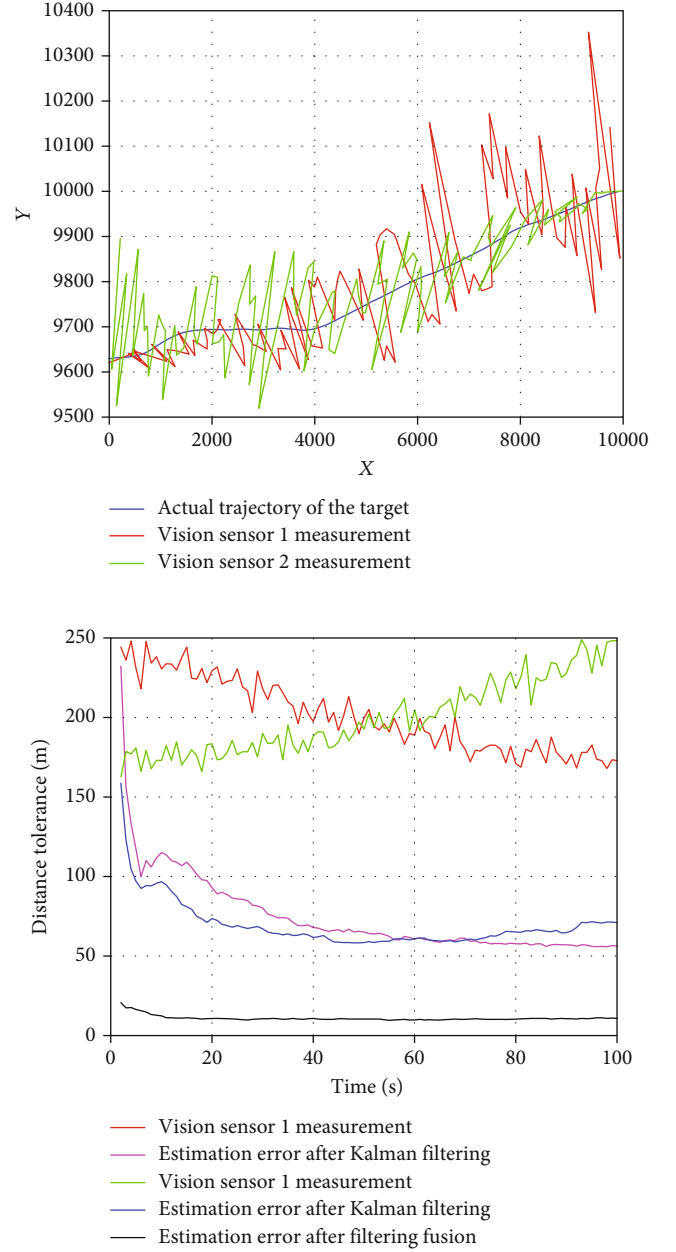 10400
10300
10200
10100
10000
9900
9800
9700
9600
9500
Y
0 2000 4000 6000 8000 10000
X
Actual trajectory of the target
Vision sensor 1 measurement
Vision sensor 2 measurement
250
200
150
100
50
0
Distance tolerance (m)
0 20 40 60 80 100
Time (s)
Vision sensor 1 measurement
Estimation error after Kalman filtering
Vision sensor 1 measurement
Estimation error after Kalman filtering
Estimation error after filtering fusion